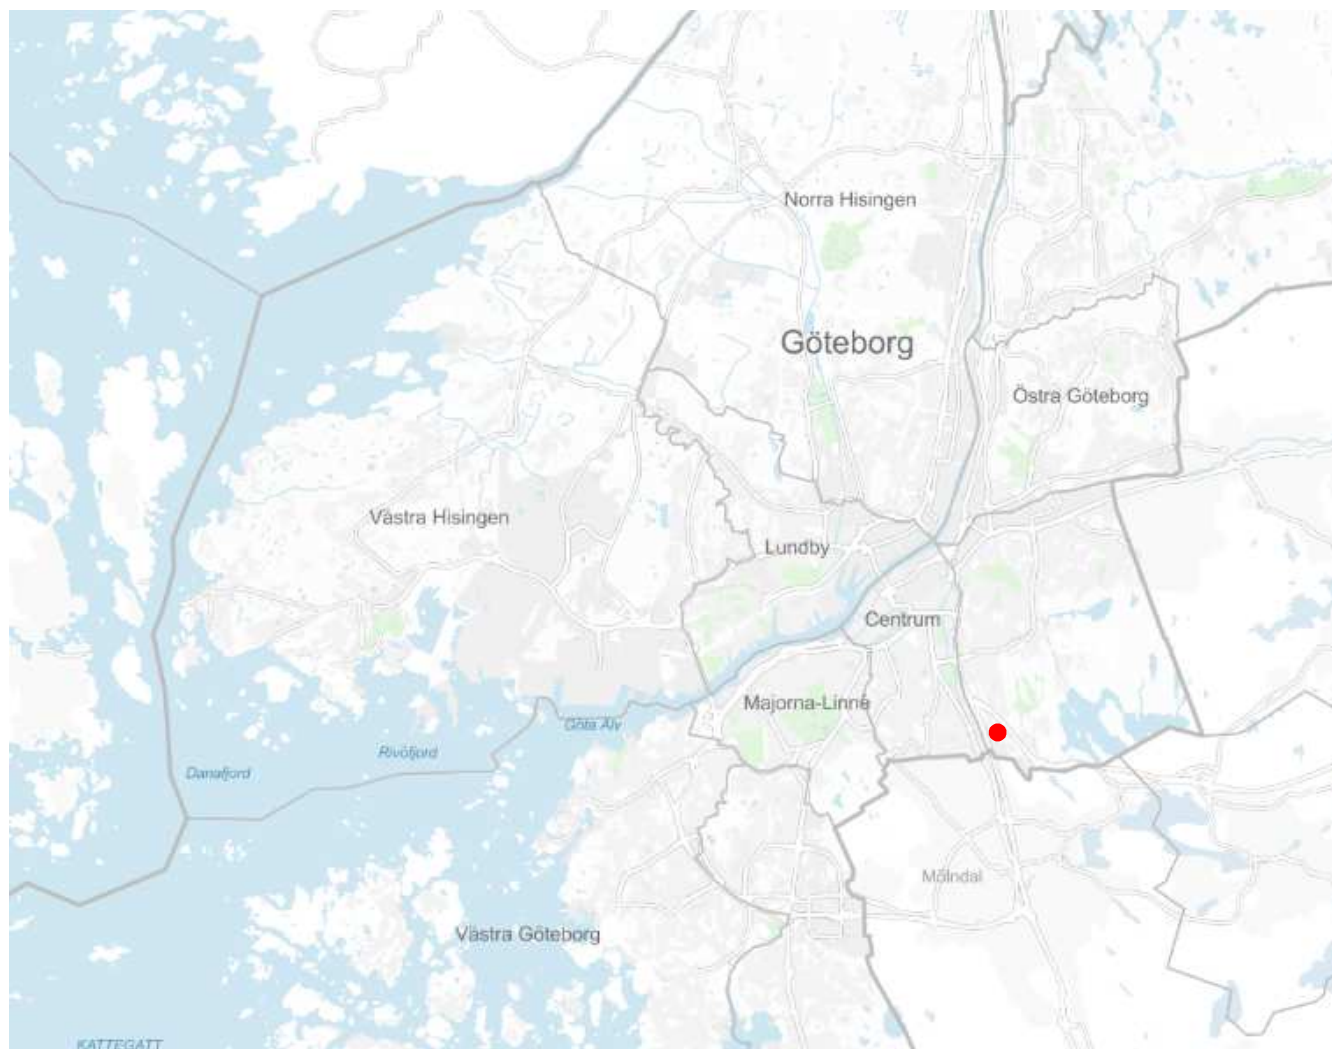 Norra Hisingen
Göteborg
Östra Göteborg
Västra Hisingen
Lundby
Centrum
Majorna-Linné
Göta Älv
Rivöfjord
Danafjord
Mölndal
Västra Göteborg
KATTEGATT